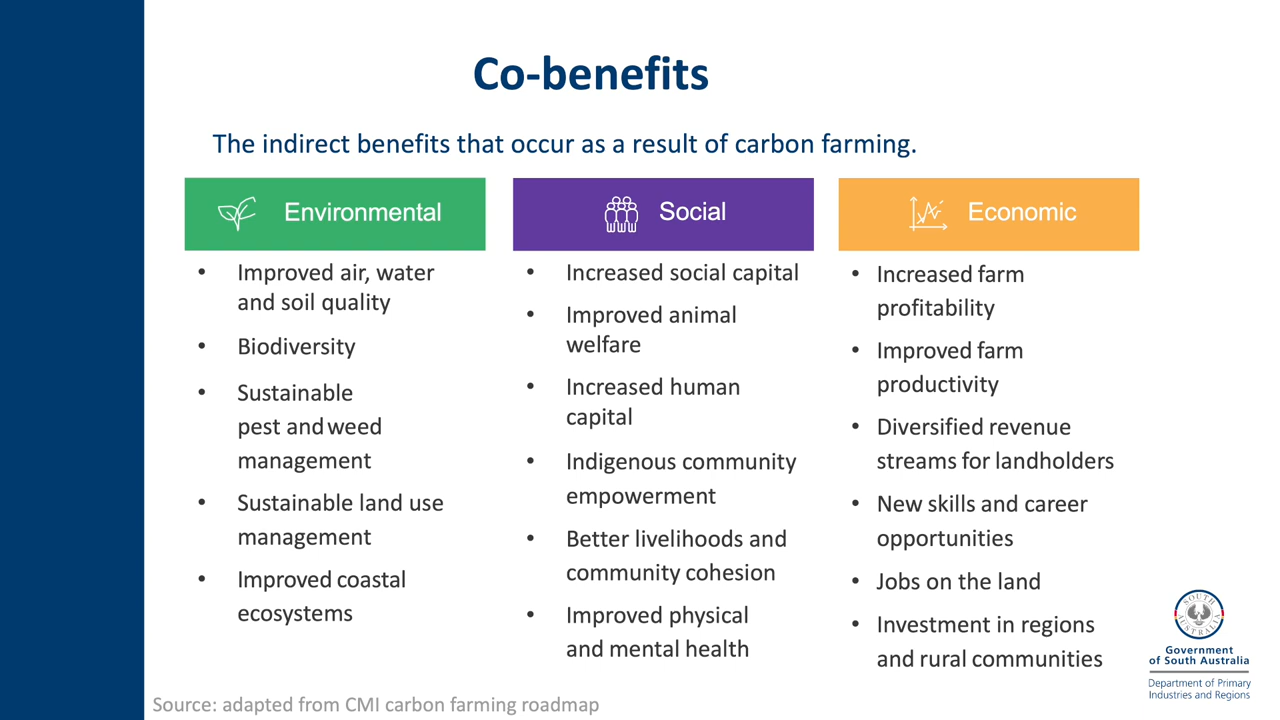 Co-benefits
The indirect benefits that occur as a result of carbon farming.
Environmental
• Improved air, water
and soil quality
• Biodiversity
• Sustainable
pest and weed
management
• Sustainable land use
management
• Improved coastal
ecosystems
Social
• Increased social capital
• Improved animal
welfare
• Increased human
capital
• Indigenous community
empowerment
• Better livelihoods and
community cohesion
• Improved physical
and mental health
Economic
• Increased farm
profitability
• Improved farm
productivity
• Diversified revenue
streams for landholders
• New skills and career
opportunities
• Jobs on the land
• Investment in regions
and rural communities
SOUTH
AUSTRALIA
Government
of South Australia
Department of Primary
Industries and Regions
Source: adapted from CMI carbon farming roadmap